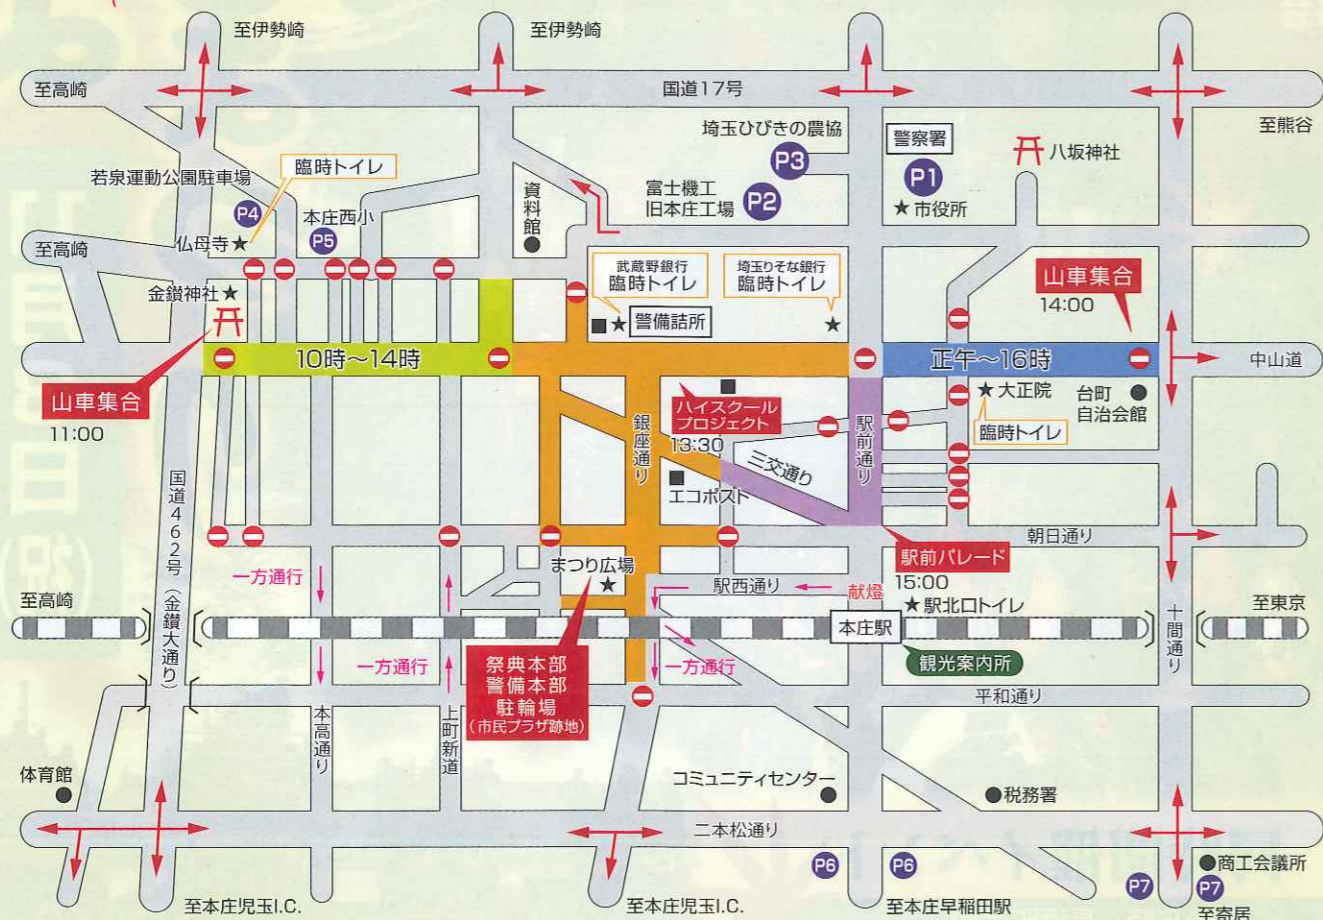 至伊勢崎
至伊勢崎
至高崎
国道17号
至熊谷
埼玉ひびきの農協
P3
警察署
P1
八坂神社
若泉運動公園駐車場
臨時トイレ
P4
本庄西小
P5
資料館
富士機工
旧本庄工場
P2
★市役所
至高崎
仏母寺★
金鑚神社★
武蔵野銀行
臨時トイレ
埼玉りそな銀行
臨時トイレ
■★
警備詰所
★
山車集合
14:00
10時〜14時
正午〜16時
中山道
山車集合
11:00
ハイスクール
プロジェクト
13:30
★大正院
臨時トイレ
台町
自治会館
銀座通り
三交通り
駅前通り
エコポスト
国道462号(金鑚大通り)
朝日通り
一方通行
まつり広場
★
駅西通り
献燈
駅前パレード
15:00
★駅北口トイレ
至高崎
本庄駅
観光案内所
十間通り
至東京
一方通行
祭典本部
警備本部
駐輪場
(市民プラザ跡地)
一方通行
平和通り
本高通り
上町新道
体育館
コミュニティセンター
税務署
二本松通り
P6
P6
P7
P7
商工会議所
至本庄児玉I.C.
至本庄児玉I.C.
至本庄早稲田駅
至寄居